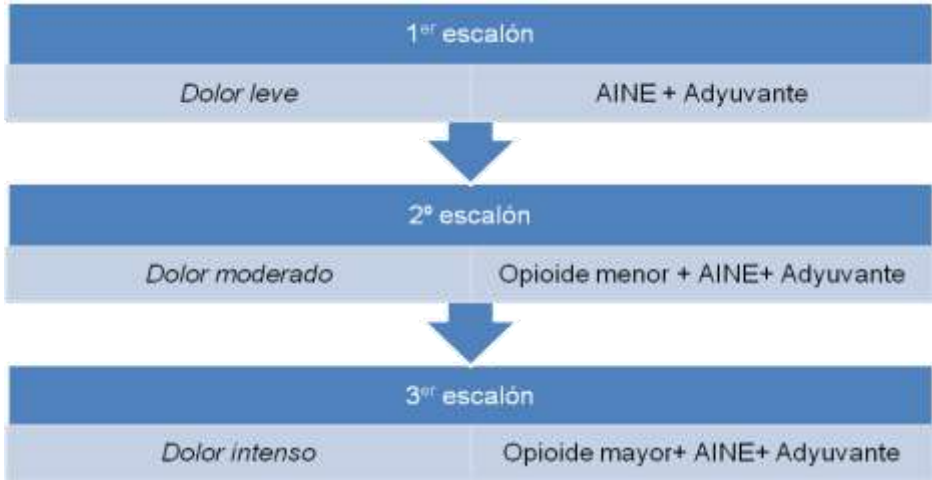 1er escalón
Dolor leve AINE + Adyuvante
2º escalón
Dolor moderado Opioide menor + AINE+ Adyuvante
3er escalón
Dolor intenso Opioide mayor+ AINE+ Adyuvante